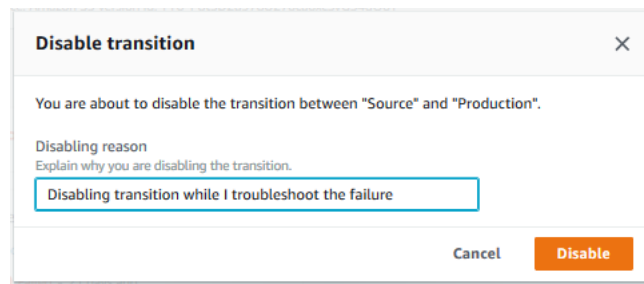 Disable transition
You are about to disable the transition between "Source" and "Production".
Disabling reason
Explain why you are disabling the transition.
Disabling transition while I troubleshoot the failure
Cancel Disable